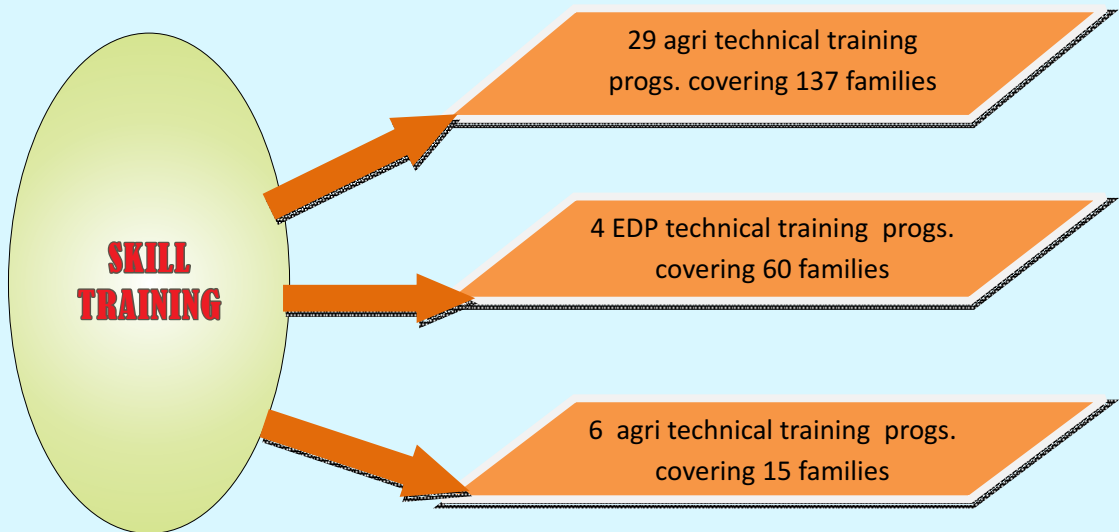 29 agri technical training
progs. covering 137 families
SKILL
TRAINING
4 EDP technical training progs.
covering 60 families
6 agri technical training progs.
covering 15 families